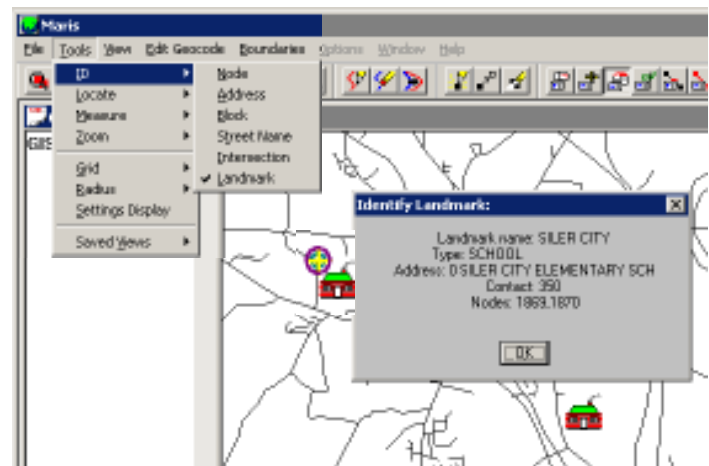 Maris
File Tools View Edit Geocode Boundaries Options Window Help
ID
Locate
Measure
Zoom
Grid
Radius
Settings Display
Saved Views
Node
Address
Block
Street Name
Intersection
Landmark
Identify Landmark:
Landmark name: SILER CITY
Type: SCHOOL
Address: 0 SILER CITY ELEMENTARY SCH
Contact: 350
Nodes: 1869,1870
OK